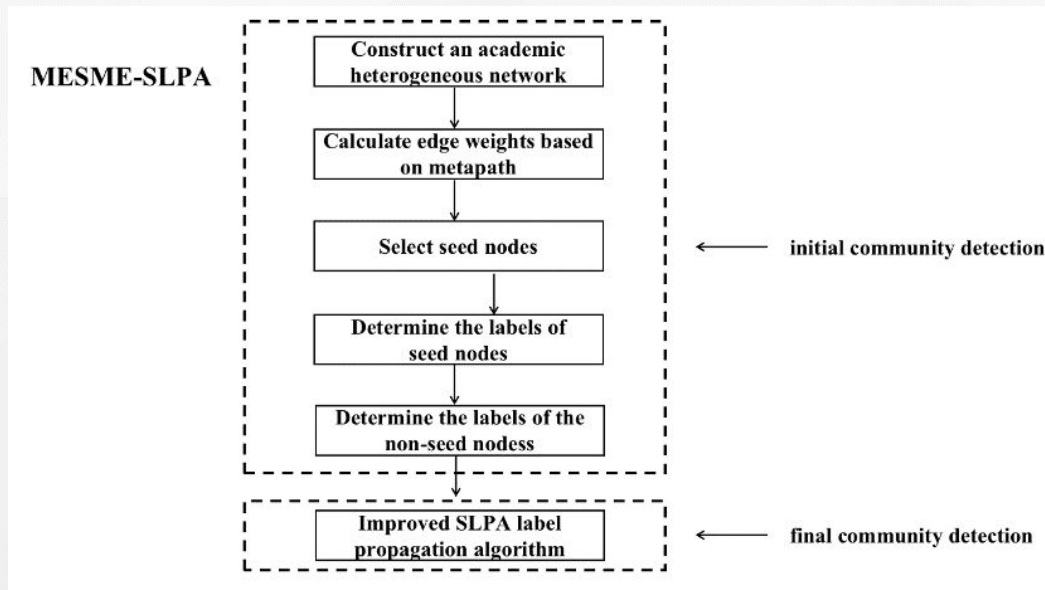 MESME-SLPA
Construct an academic
heterogeneous network
Calculate edge weights based
on metapath
Select seed nodes
initial community detection
Determine the labels of
seed nodes
Determine the labels of the
non-seed nodess
Improved SLPA label
propagation algorithm
final community detection